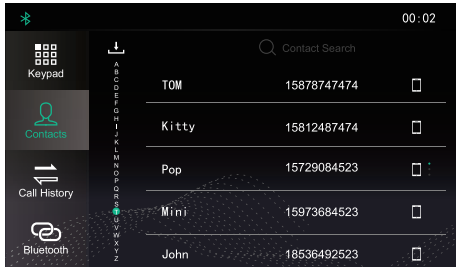 00:02
Keypad
Contacts
Call History
Bluetooth
Contact Search
A
B
C
D
E
F
G
H
I
J
K
L
M
N
O
P
Q
R
S
T
U
V
W
X
Y
Z
TOM 15878747474
Kitty 15812487474
Pop 15729084523
Mini 15973684523
John 18536492523